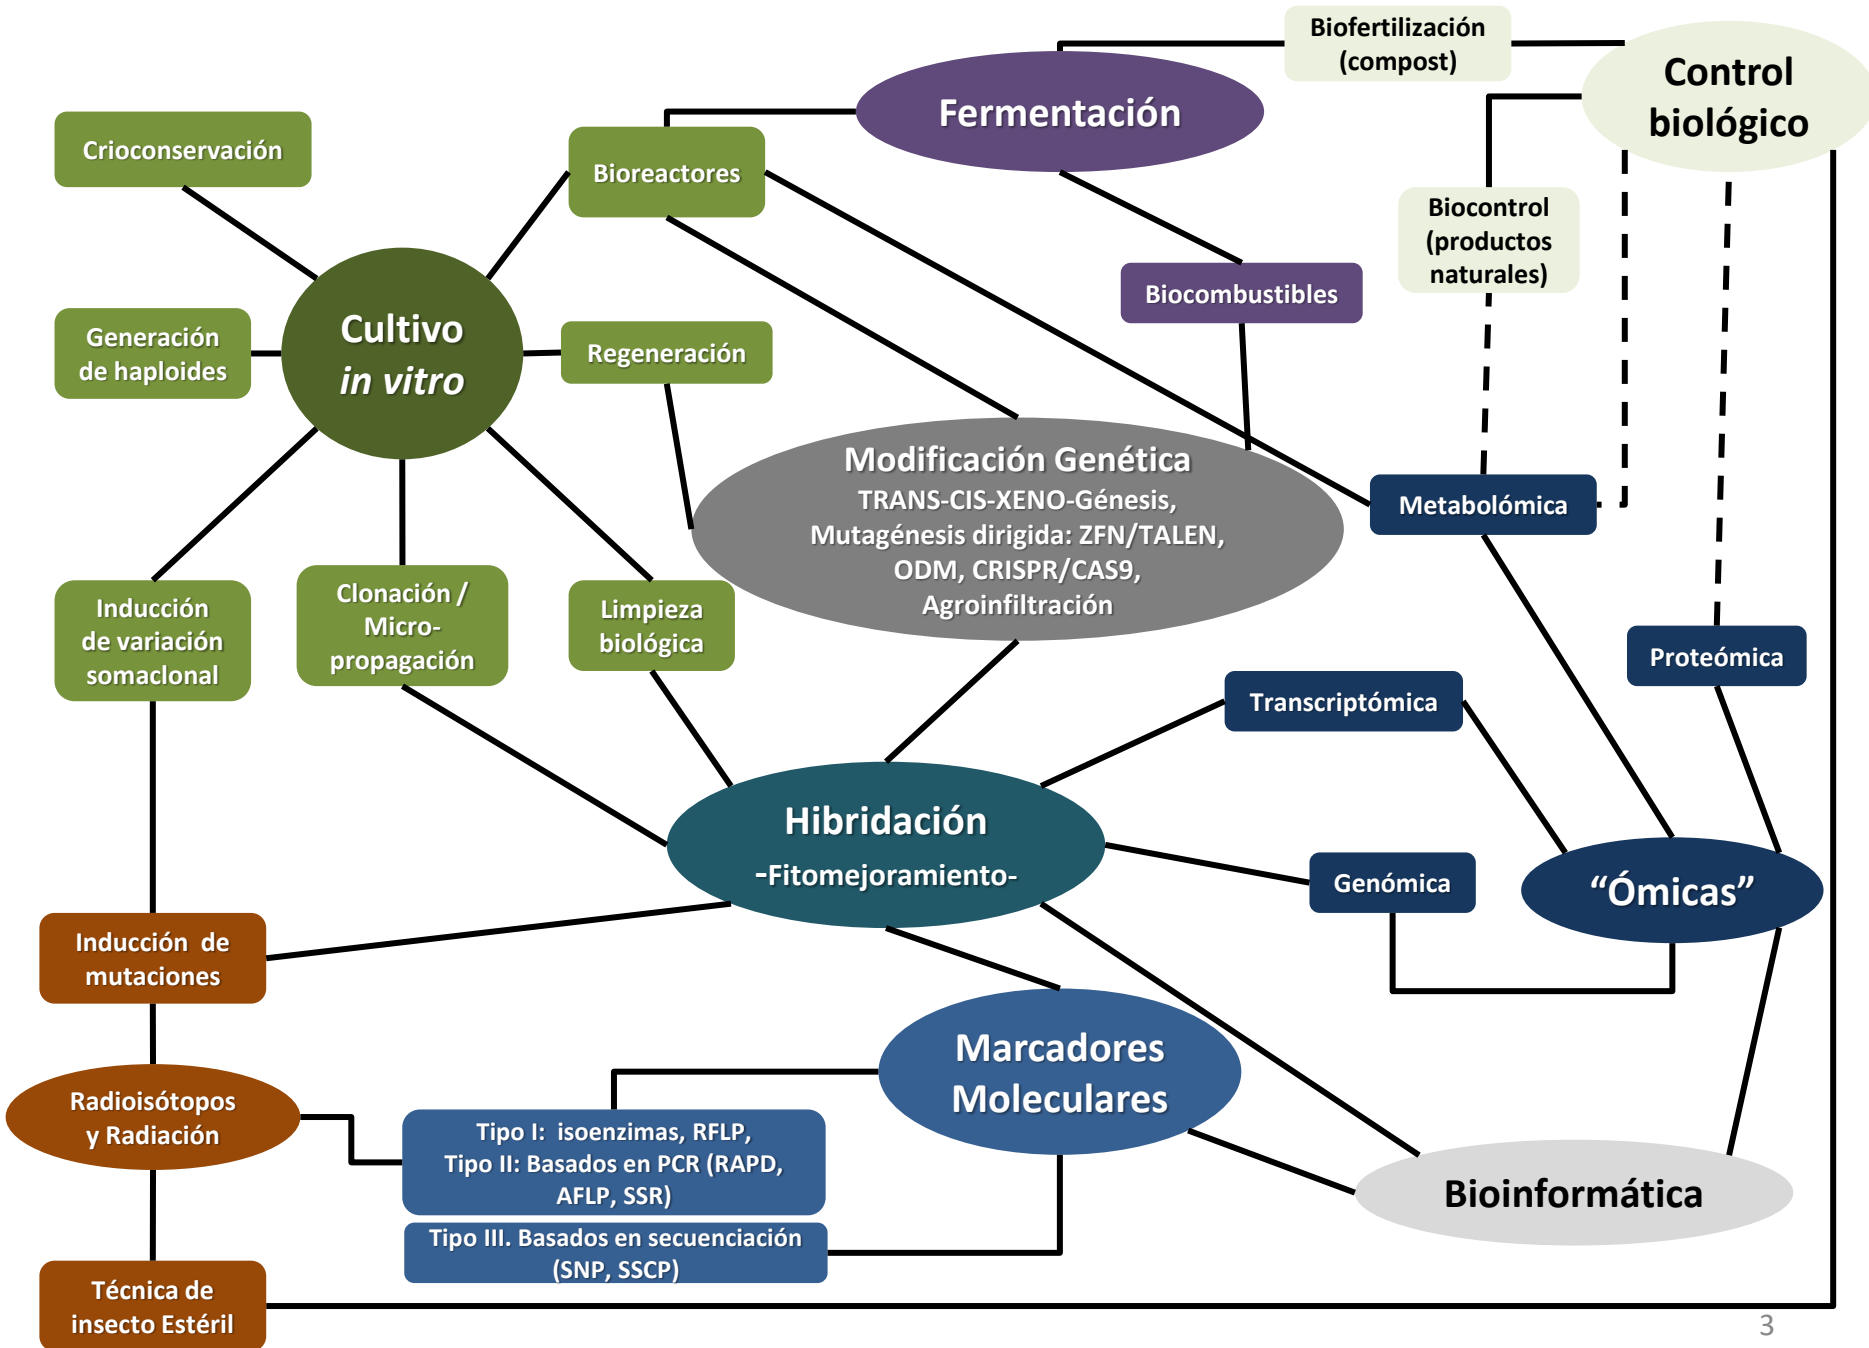 Biofertilización
(compost)
Control
biológico
Fermentación
Crioconservación
Bioreactores
Biocontrol
(productos
naturales)
Biocombustibles
Generación
de haploides
Cultivo
in vitro
Regeneración
Modificación Genética
TRANS-CIS-XENO-Génesis,
Mutagénesis dirigida: ZFN/TALEN,
ODM, CRISPR/CAS9,
Agroinfiltración
Metabolómica
Inducción
de variación
somaclonal
Clonación /
Micro-
propagación
Limpieza
biológica
Proteómica
Transcriptómica
Hibridación
-Fitomejoramiento-
Genómica
“Ómicas”
Inducción de
mutaciones
Marcadores
Moleculares
Radioisótopos
y Radiación
Tipo I: isoenzimas, RFLP,
Tipo II: Basados en PCR (RAPD,
AFLP, SSR)
Bioinformática
Tipo III. Basados en secuenciación
(SNP, SSCP)
Técnica de
insecto Estéril
3